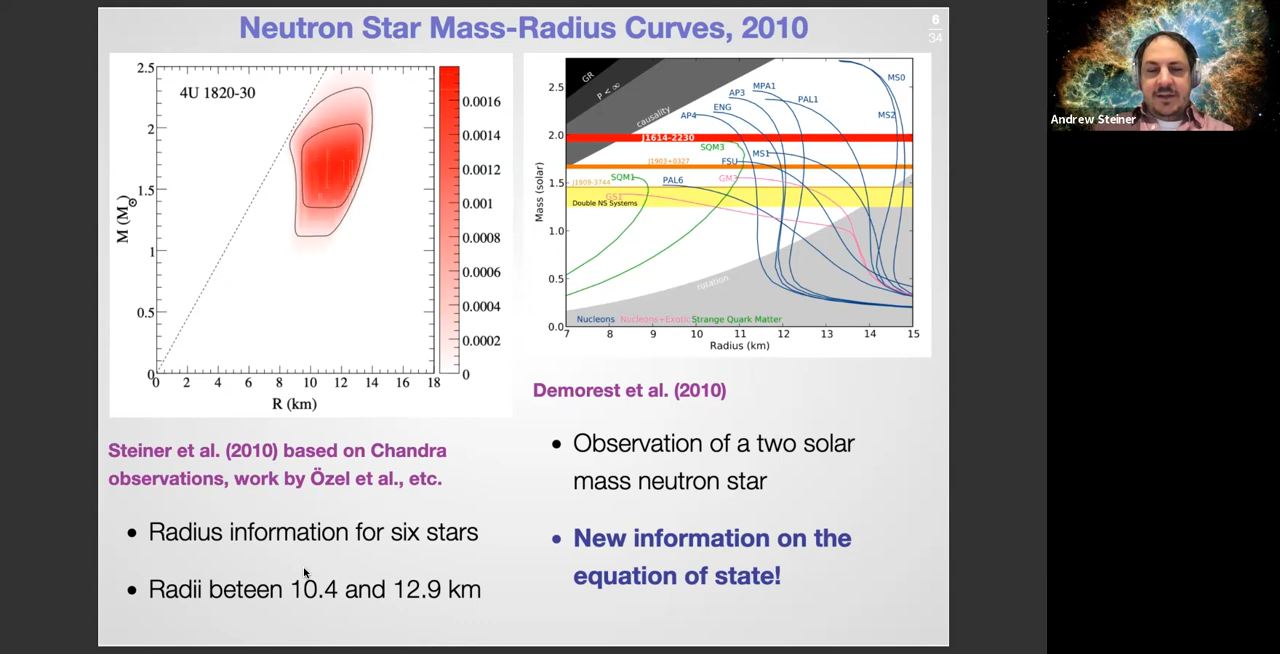 Neutron Star Mass-Radius Curves, 2010
6
34
4U 1820-30
2.5
2
1.5
1
0.5
0
M (M⊙)
0 2 4 6 8 10 12 14 16 18
R (km)
0.0016
0.0014
0.0012
0.001
0.0008
0.0006
0.0004
0.0002
0
GR
P < ∞
causality
AP4
ENG
AP3
MPA1
PAL1
MS0
MS2
J1614-2230
SQM3
J1903+0327
FSU
MS1
SQM1
PAL6
GM3
J1909-3744
GS1
Double NS Systems
rotation
Nucleons Nucleons+Exotic Strange Quark Matter
2.5
2.0
1.5
1.0
0.5
0.0
Mass (solar)
7 8 9 10 11 12 13 14 15
Radius (km)
Steiner et al. (2010) based on Chandra
observations, work by Özel et al., etc.
• Radius information for six stars
• Radii beteen 10.4 and 12.9 km
Demorest et al. (2010)
• Observation of a two solar
mass neutron star
• New information on the
equation of state!
Andrew Steiner